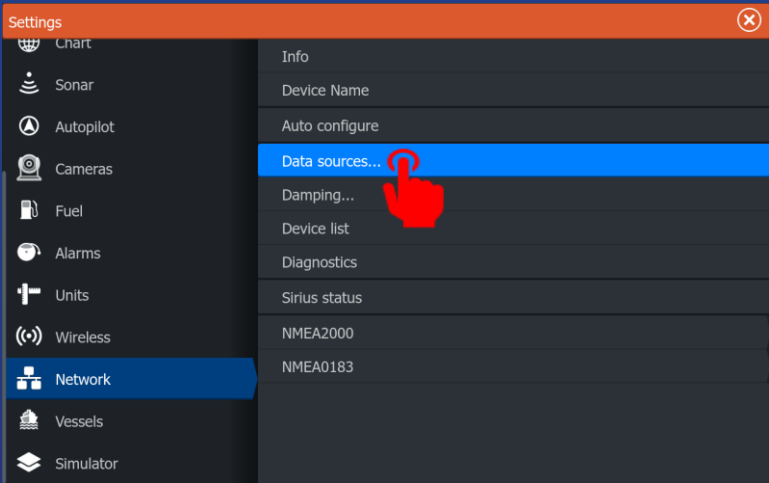 Settings
Chart
Sonar
Autopilot
Cameras
Fuel
Alarms
Units
Wireless
Network
Vessels
Simulator
Info
Device Name
Auto configure
Data sources...
Damping...
Device list
Diagnostics
Sirius status
NMEA2000
NMEA0183